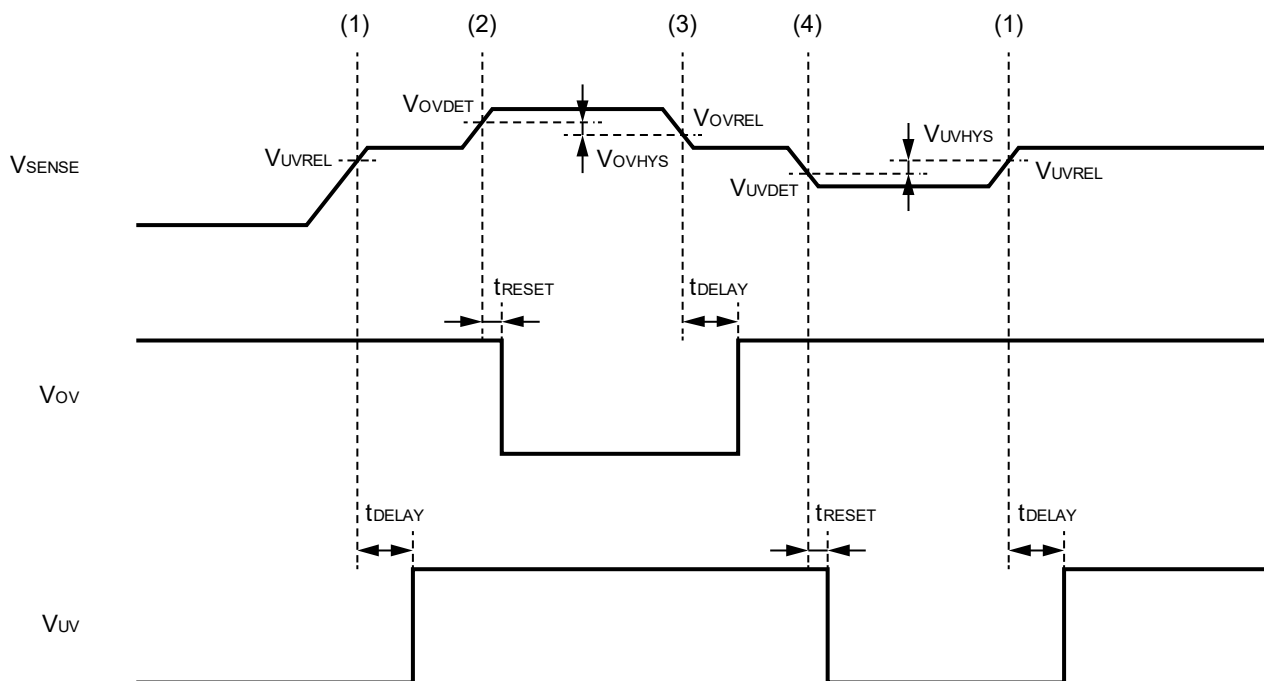 (1) (2) (3) (4) (1)
VOVDET VOVREL VUVHYS
VSENSE VUVREL VOVHYS VUVDET VUVREL
tRESET tDELAY
VOV
tDELAY tRESET tDELAY
VUV